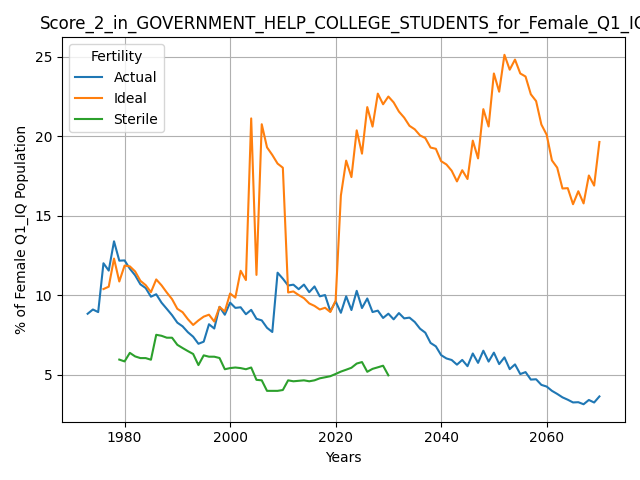 Score_2_in_GOVERNMENT_HELP_COLLEGE_STUDENTS_for_Female_Q1_IQ
Fertility
Actual
Ideal
Sterile
% of Female Q1_IQ Population
25
20
15
10
5
1980 2000 2020 2040 2060
Years